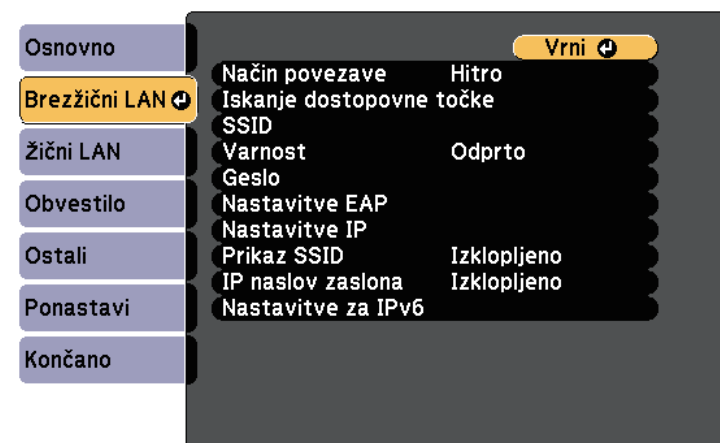 Osnovno
Brezžični LAN
Žični LAN
Obvestilo
Ostali
Ponastavi
Končano
Vrni
Način povezave Hitro
Iskanje dostopovne točke
SSID
Varnost Odprto
Geslo
Nastavitve EAP
Nastavitve IP
Prikaz SSID Izklopljeno
IP naslov zaslona Izklopljeno
Nastavitve za IPv6